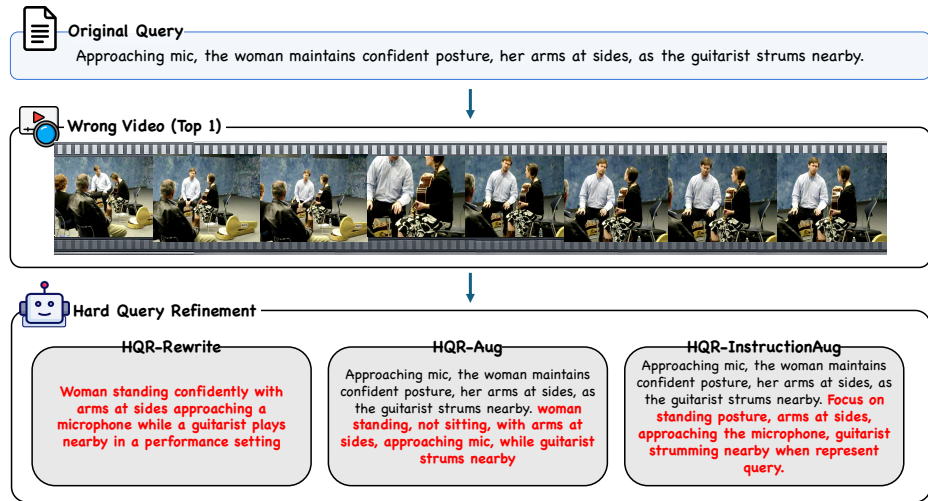 Original Query
Approaching mic, the woman maintains confident posture, her arms at sides, as the guitarist strums nearby.
Wrong Video (Top 1)
Hard Query Refinement
HQR-Rewrite
Woman standing confidently with
arms at sides approaching a
microphone while a guitarist plays
nearby in a performance setting
HQR-Aug
Approaching mic, the woman maintains
confident posture, her arms at sides, as
the guitarist strums nearby. woman
standing, not sitting, with arms at
sides, approaching mic, while guitarist
strums nearby
HQR-InstructionAug
Approaching mic, the woman maintains
confident posture, her arms at sides, as
the guitarist strums nearby. Focus on
standing posture, arms at sides,
approaching the microphone, guitarist
strumming nearby when represent
query.